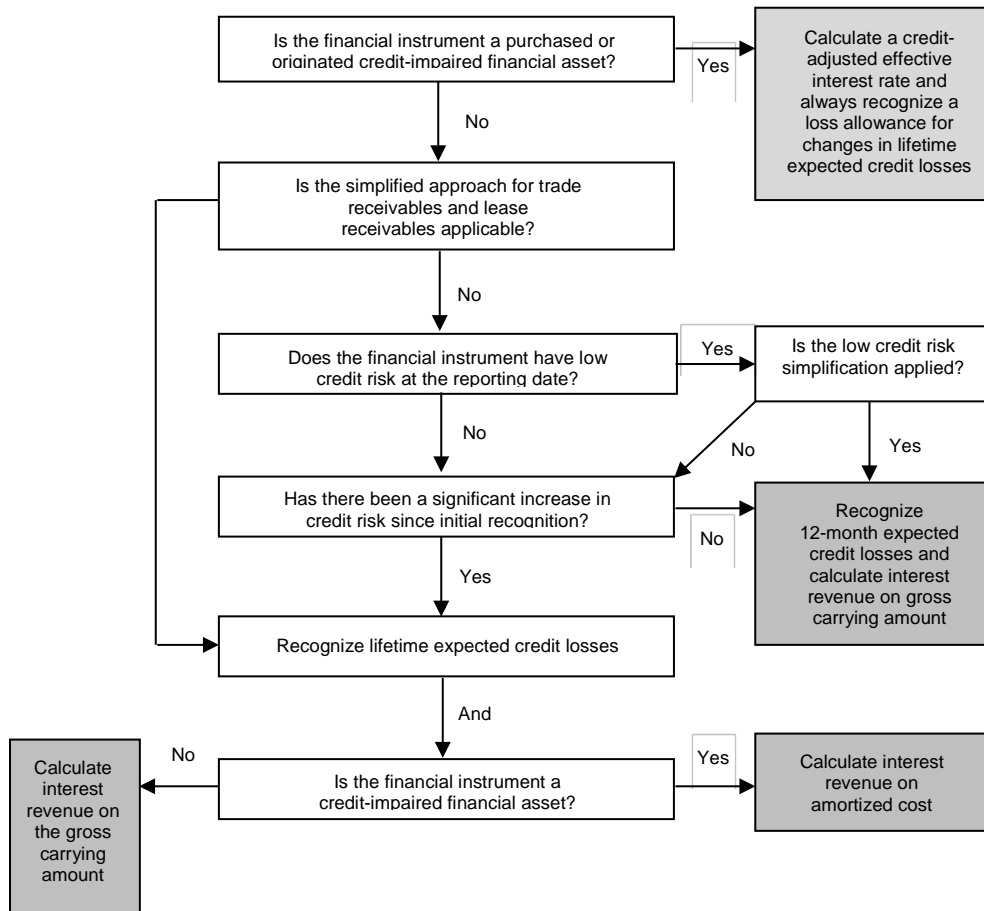 Is the financial instrument a purchased or
originated credit-impaired financial asset?
Yes
Calculate a credit-
adjusted effective
interest rate and
always recognize a
loss allowance for
changes in lifetime
expected credit losses
No
Is the simplified approach for trade
receivables and lease
receivables applicable?
No
Does the financial instrument have low
credit risk at the reporting date?
Yes
Is the low credit risk
simplification applied?
No
No
Yes
Has there been a significant increase in
credit risk since initial recognition?
No
Recognize
12-month expected
credit losses and
calculate interest
revenue on gross
carrying amount
Yes
Recognize lifetime expected credit losses
And
Is the financial instrument a
credit-impaired financial asset?
No
Calculate
interest
revenue on
the gross
carrying
amount
Yes
Calculate interest
revenue on
amortized cost